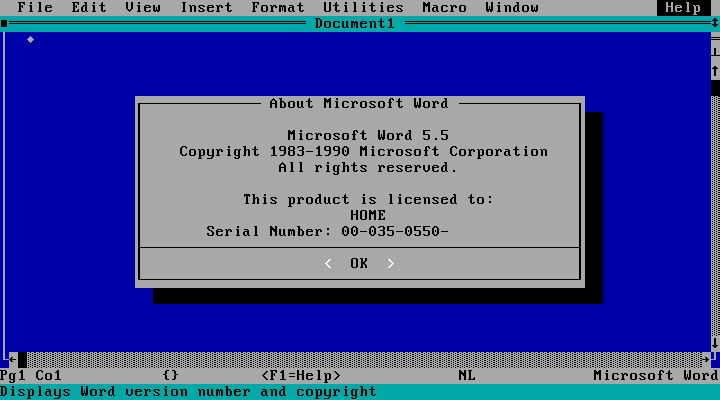 File Edit View Insert Format Utilities Macro Window Help
Document1
About Microsoft Word
Microsoft Word 5.5
Copyright 1983-1990 Microsoft Corporation
All rights reserved.
This product is licensed to:
HOME
Serial Number: 00-035-0550-
< OK >
Pg1 Co1 {} <F1=Help> NL Microsoft Word
Displays Word version number and copyright